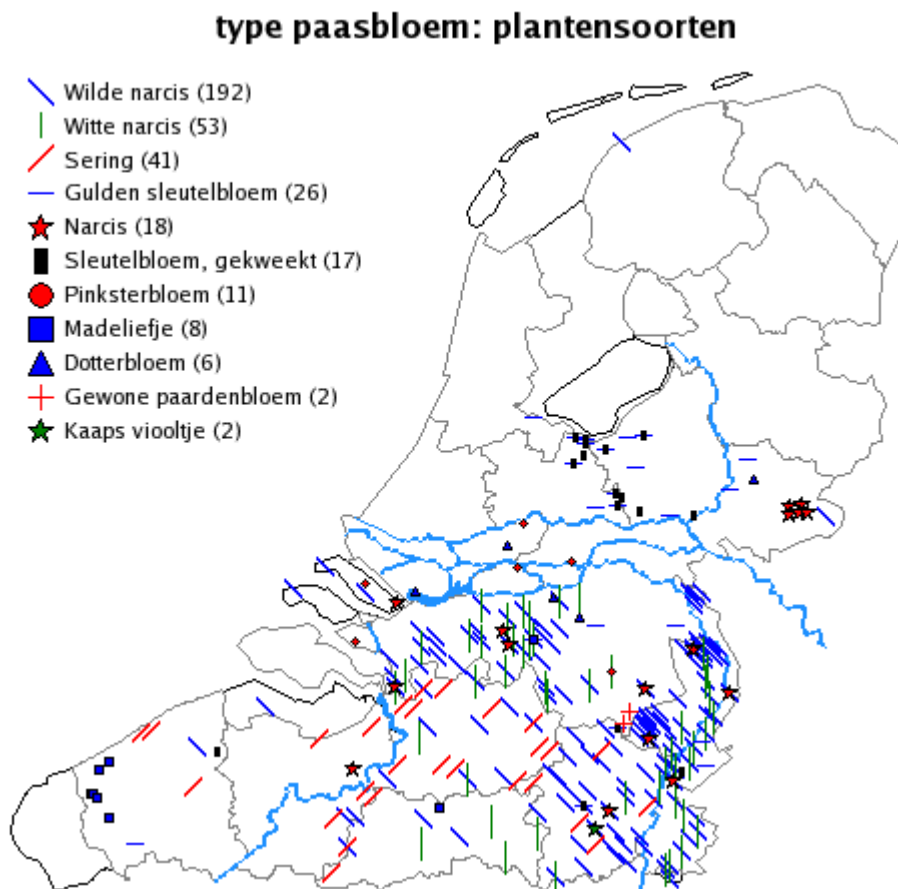 type paasbloem: plantensoorten
Wilde narcis (192)
Witte narcis (53)
Sering (41)
Gulden sleutelbloem (26)
Narcis (18)
Sleutelbloem, gekweekt (17)
Pinksterbloem (11)
Madeliefje (8)
Dotterbloem (6)
Gewone paardenbloem (2)
Kaaps viooltje (2)